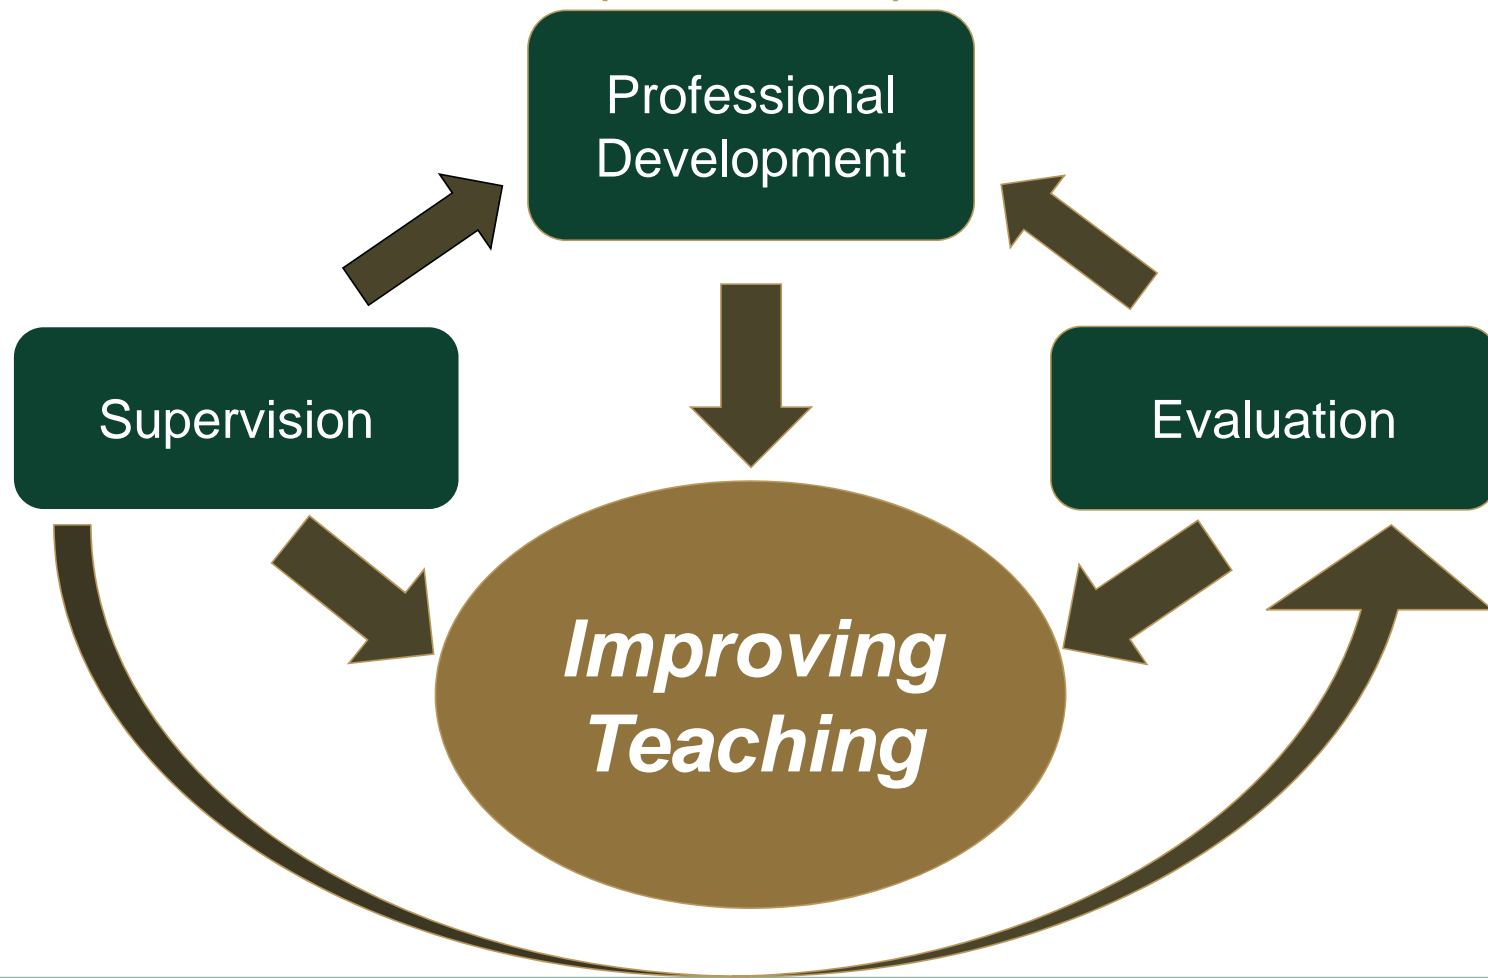 Professional
Development
Supervision
Evaluation
Improving
Teaching